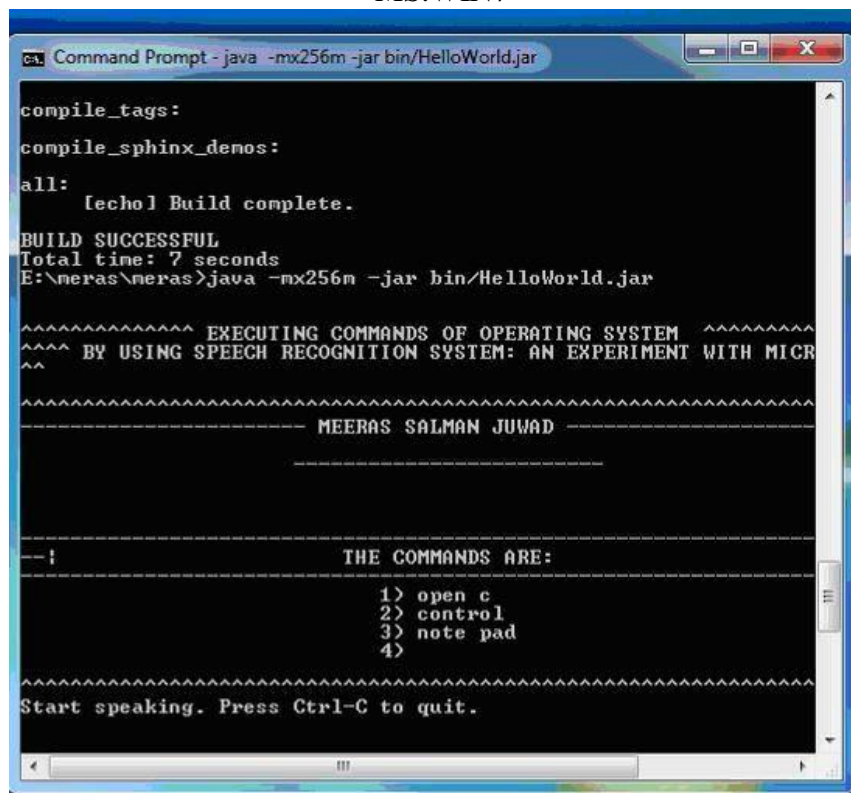 Command Prompt - java -mx256m -jar bin/HelloWorld.jar
compile_tags:
compile_sphinx_demos:
all:
[echo] Build complete.
BUILD SUCCESSFUL
Total time: 7 seconds
E:\meras\meras>java -mx256m -jar bin/HelloWorld.jar
^^^^^^^^^^^^^^ EXECUTING COMMANDS OF OPERATING SYSTEM ^^^^^^^^^
^^^^ BY USING SPEECH RECOGNITION SYSTEM: AN EXPERIMENT WITH MICR
^^
^^^^^^^^^^^^^^^^^^^^^^^^^^^^^^^^^^^^^^^^^^^^^^^^^^^^^^^^^^^^^^^^
----------------------- MEERAS SALMAN JUWAD --------------------
-------------------------
----------------------------------------------------------------
--¦ THE COMMANDS ARE:
----------------------------------------------------------------
1) open c
2) control
3) note pad
4)
^^^^^^^^^^^^^^^^^^^^^^^^^^^^^^^^^^^^^^^^^^^^^^^^^^^^^^^^^^^^^^^^
Start speaking. Press Ctrl-C to quit.